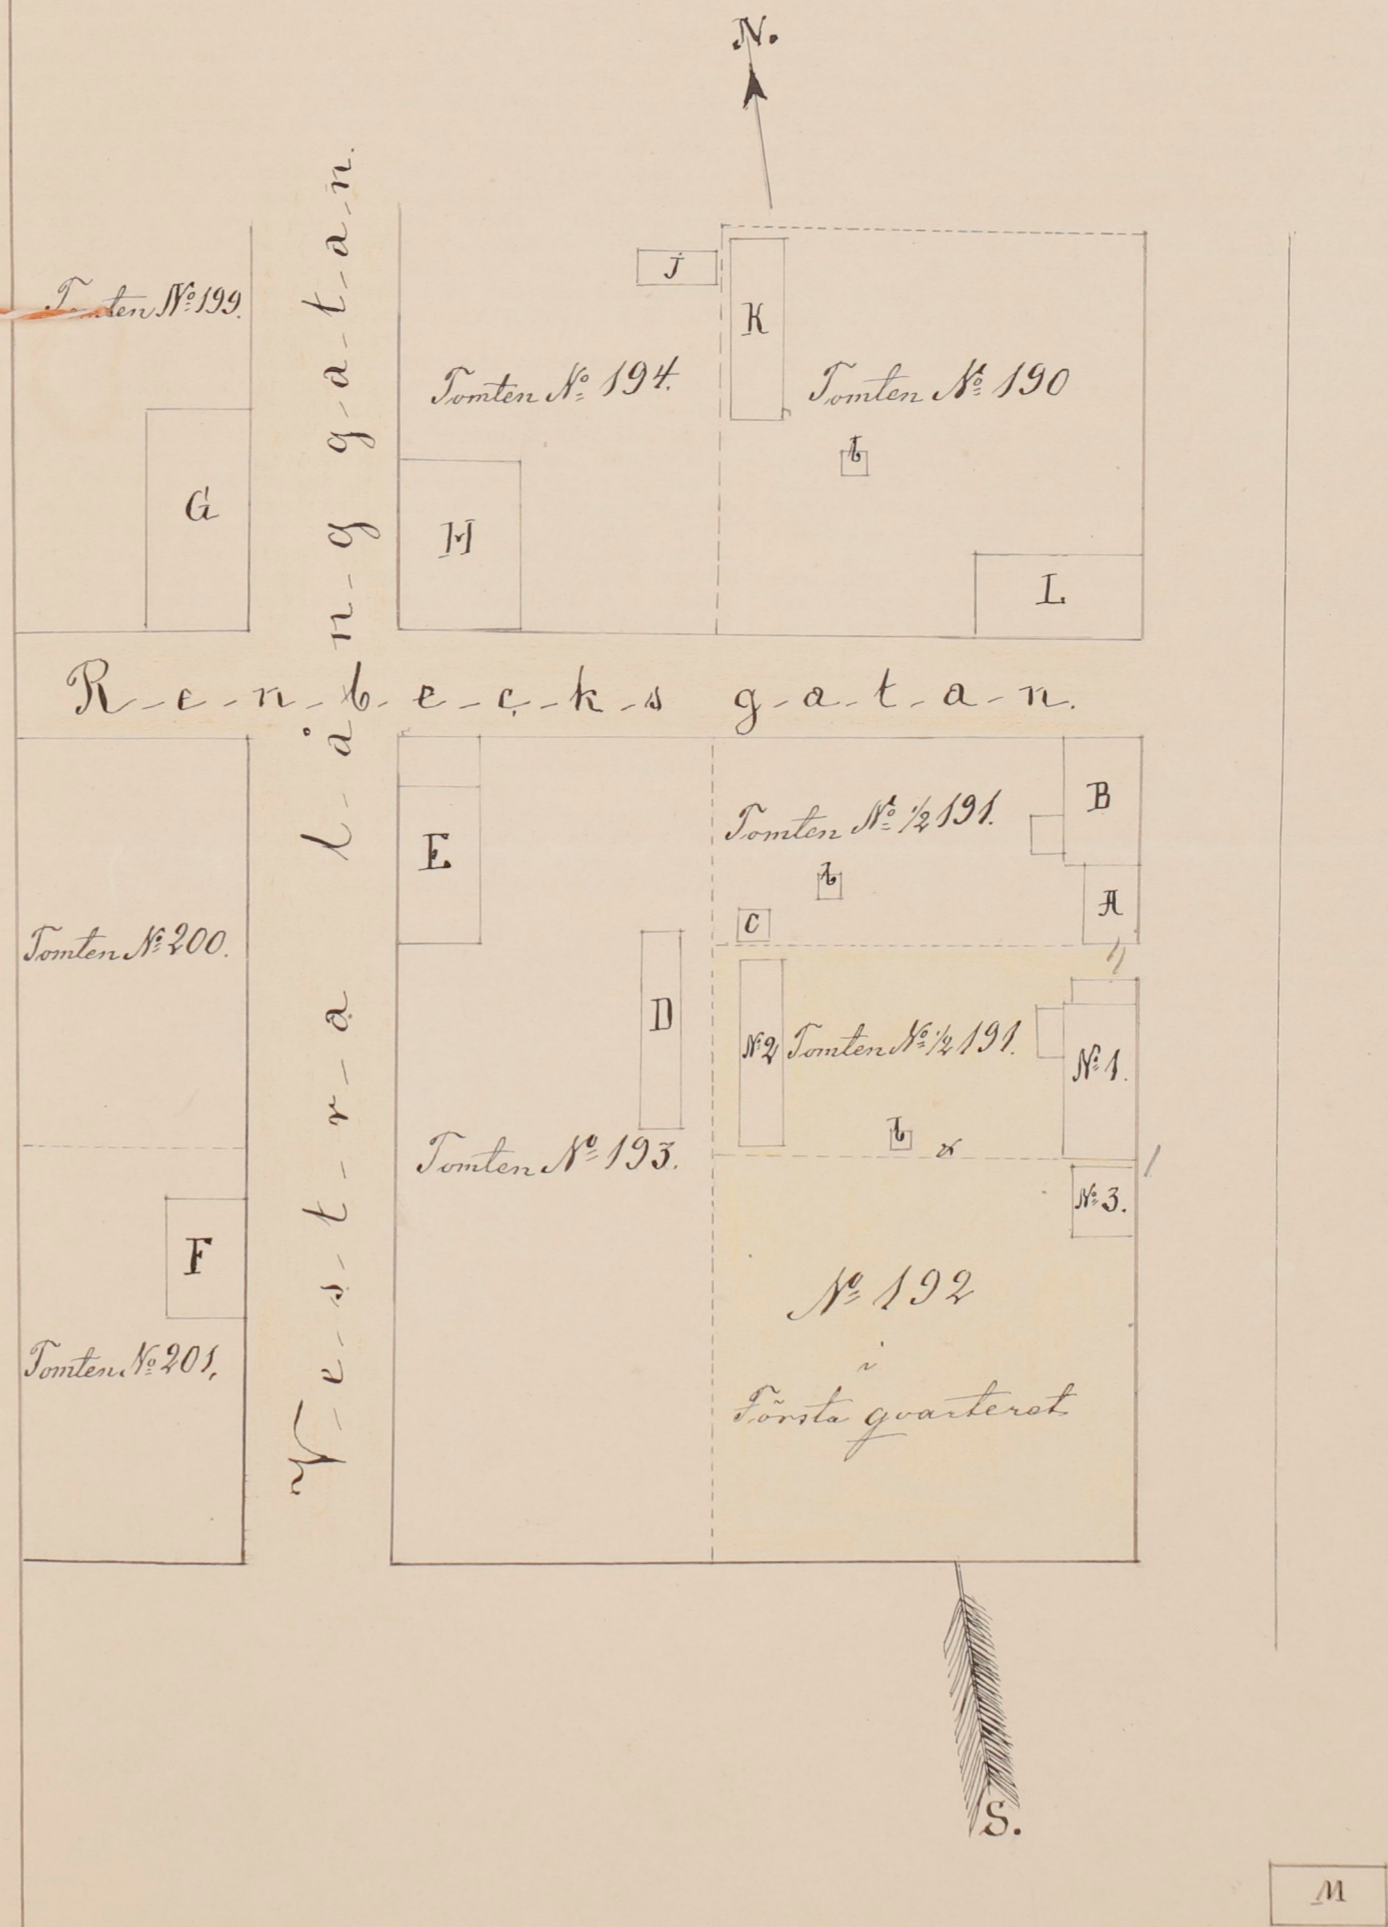 N.
Tomten No 199.
J
K
Tomten No 194.
Tomten No 190
b
G
H
L
Renbecks gatan.
Vestra långgatan.
B
Tomten No 1/2 191.
E
b
C
A
Tomten No 200.
D
No 2
Tomten No 1/2 191.
No 1.
b
Tomten No 193.
No 3.
F
No 192
i
Första qvarteret
Tomten No 201.
S.
M